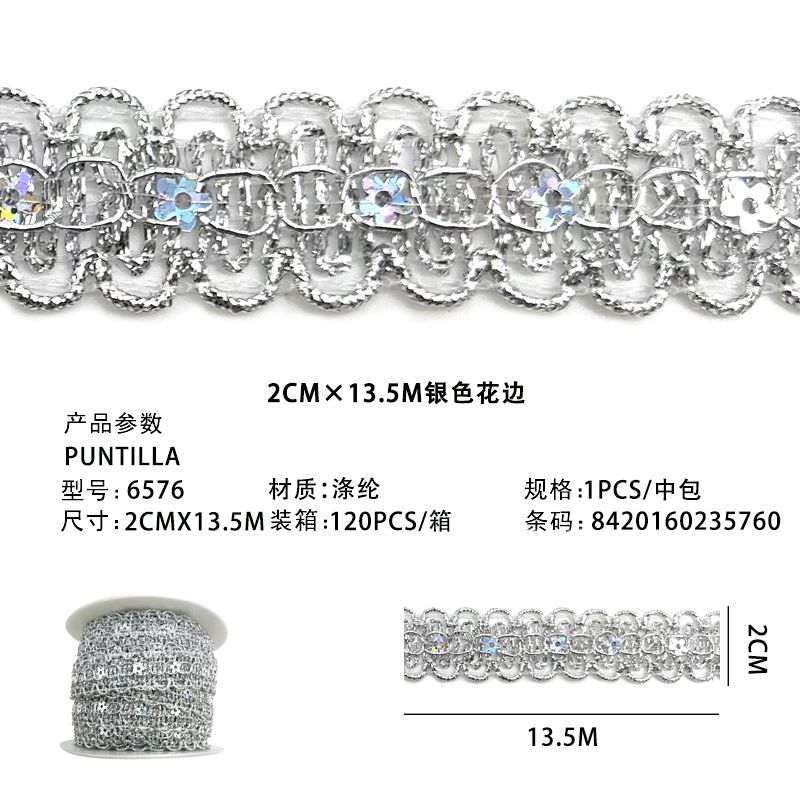 2CM×13.5M银色花边
产品参数
PUNTILLA
型号: 6576 材质:涤纶 规格:1PCS/中包
尺寸:2CMX13.5M 装箱:120PCS/箱 条码: 8420160235760
2CM
13.5M